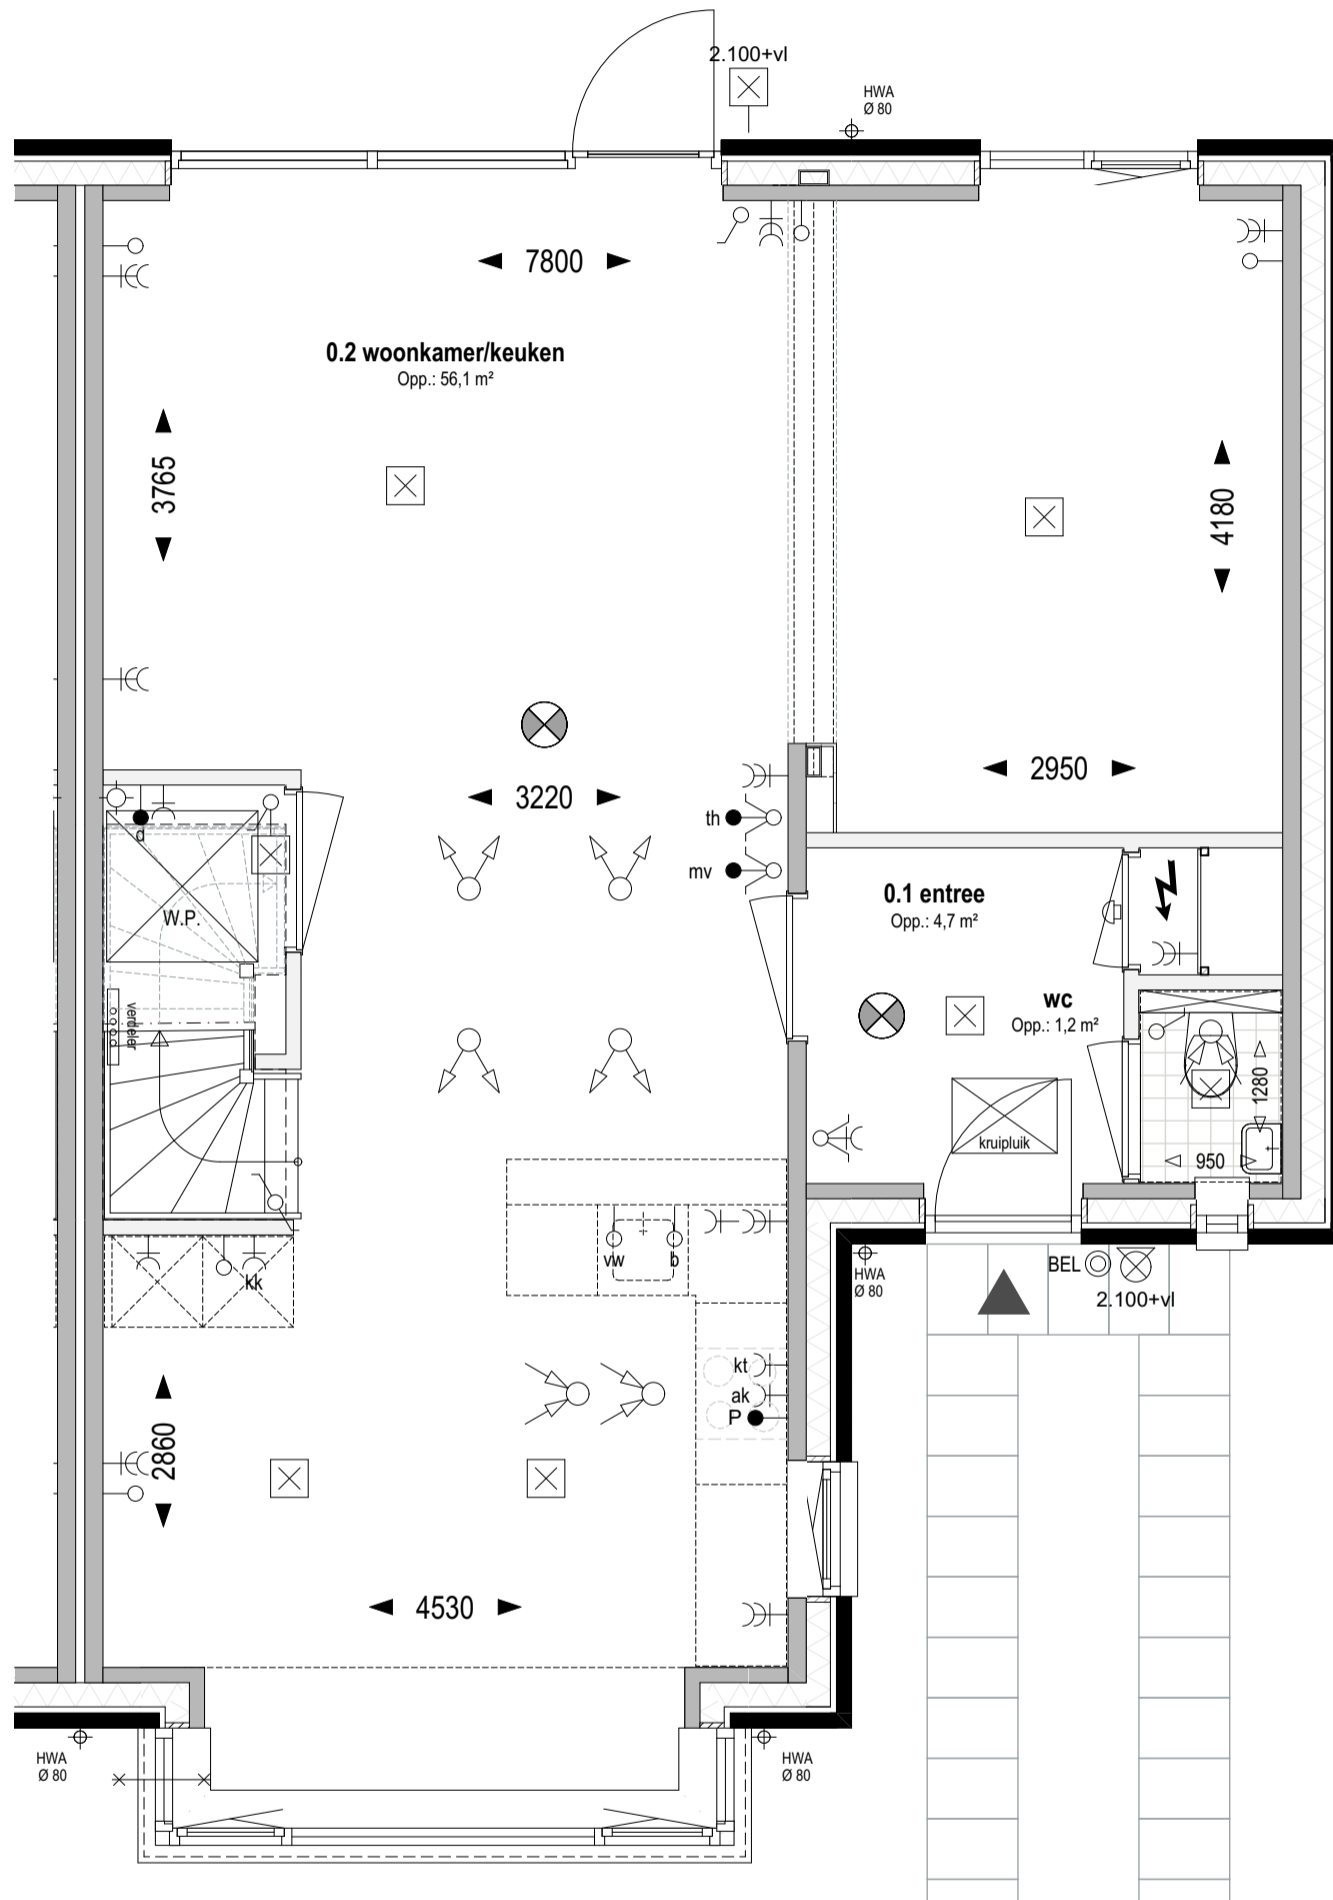 2.100+vl
HWA
Ø 80
7800
0.2 woonkamer/keuken
Opp.: 56,1 m²
3765
4180
2950
3220
th
mv
d
W.P.
verdeler
0.1 entree
Opp.: 4,7 m²
wc
Opp.: 1,2 m²
1280
950
kruipluik
vw
b
kk
BEL
2.100+vl
HWA
Ø 80
kt
ak
P
2860
4530
HWA
Ø 80
HWA
Ø 80